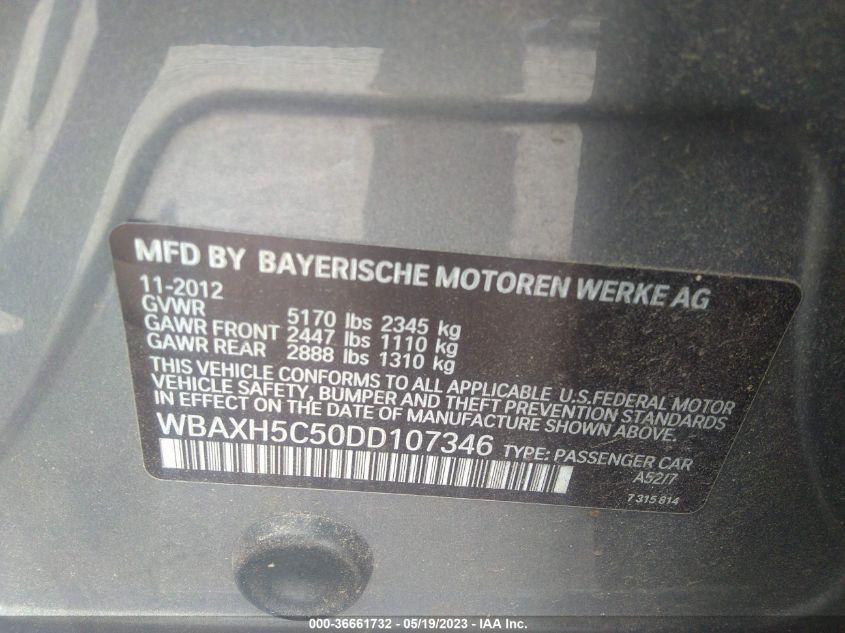 MFD BY BAYERISCHE MOTOREN WERKE AG
11-2012
GVWR 5170 lbs 2345 kg
GAWR FRONT 2447 lbs 1110 kg
GAWR REAR 2888 lbs 1310 kg
THIS VEHICLE CONFORMS TO ALL APPLICABLE U.S.FEDERAL MOTOR
VEHICLE SAFETY, BUMPER AND THEFT PREVENTION STANDARDS
IN EFFECT ON THE DATE OF MANUFACTURE SHOWN ABOVE.
WBAXH5C50DD107346 TYPE: PASSENGER CAR
A52/7
7 315 814
000-36661732 - 05/19/2023 - IAA Inc.